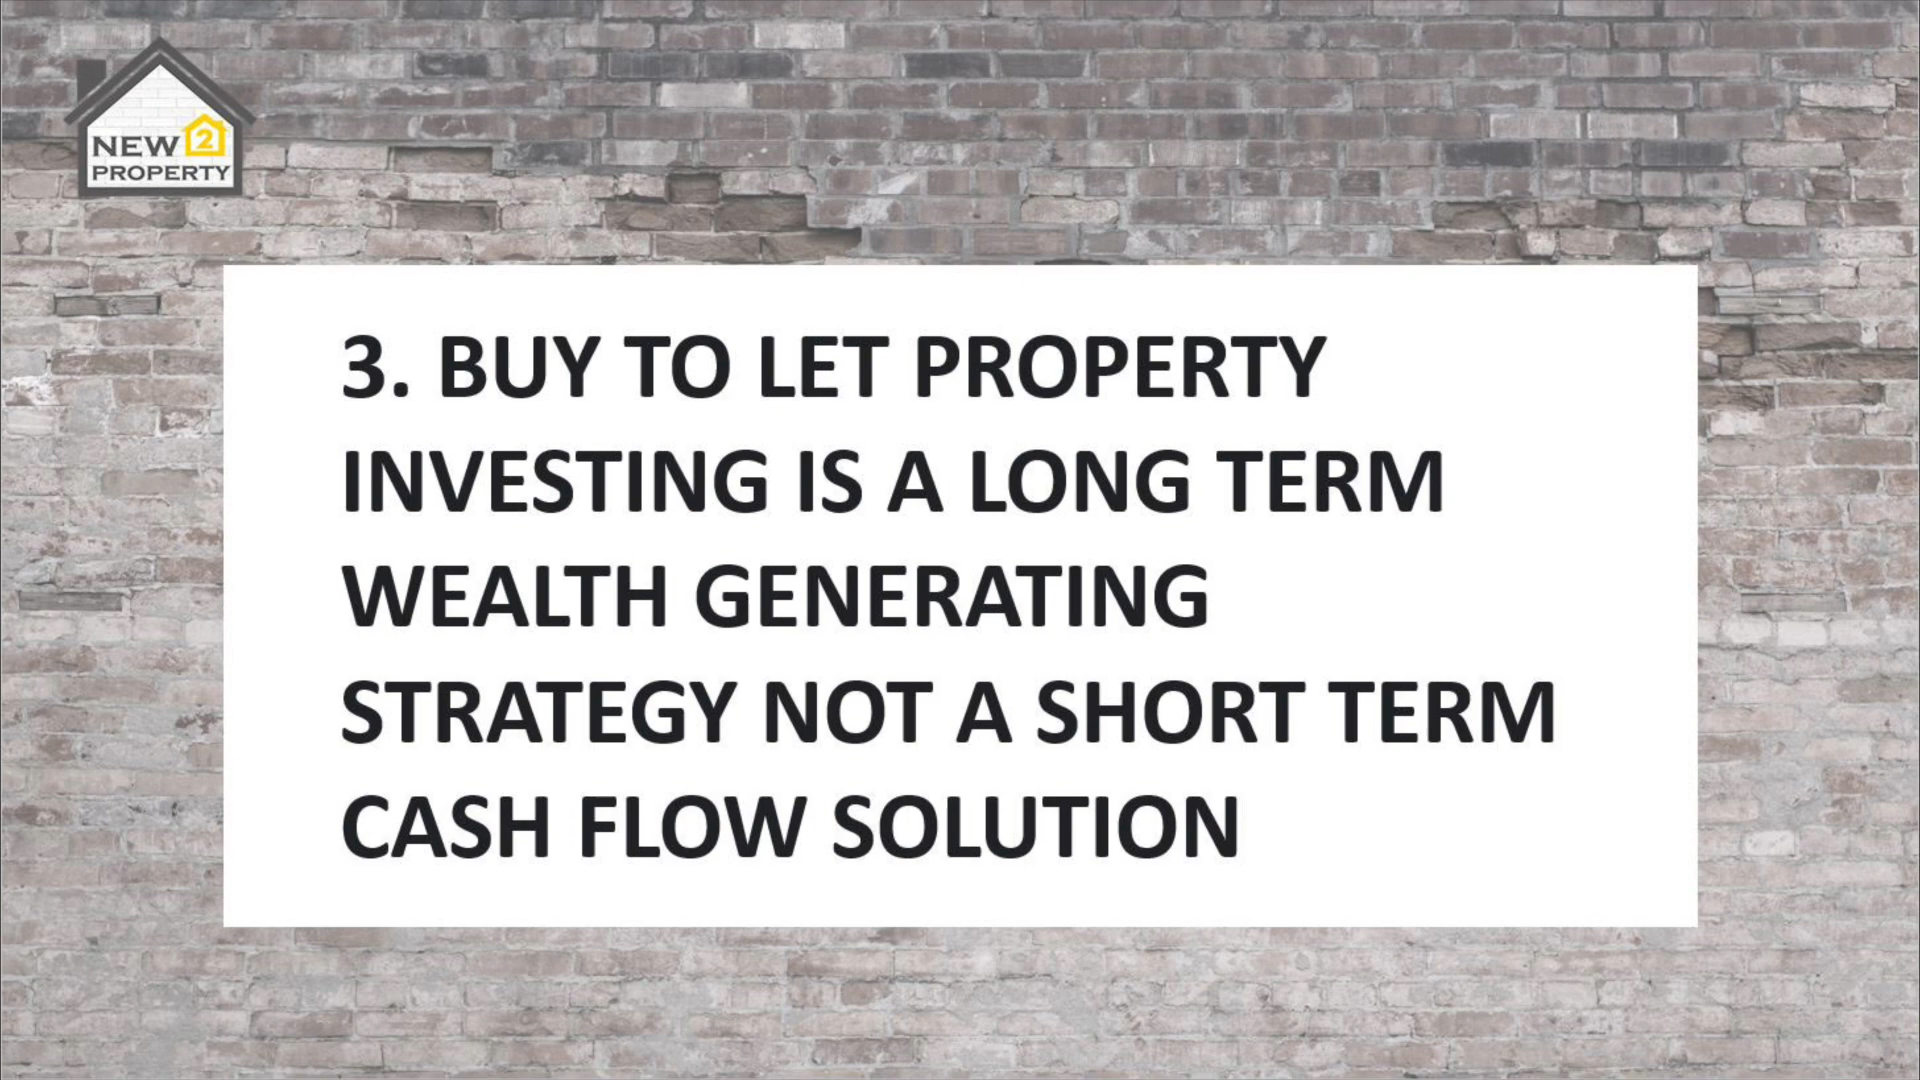 NEW 2
PROPERTY
3. BUY TO LET PROPERTY
INVESTING IS A LONG TERM
WEALTH GENERATING
STRATEGY NOT A SHORT TERM
CASH FLOW SOLUTION